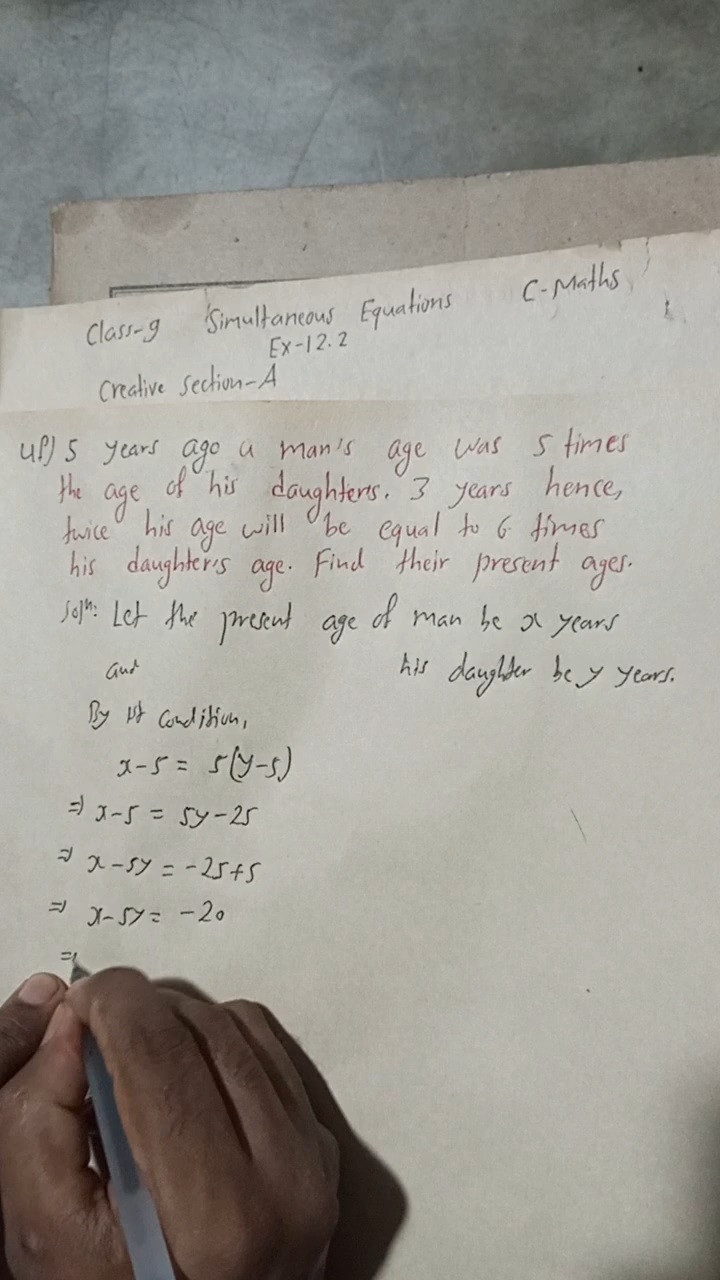 Class-9 Simultaneous Equations C-Maths
Ex-12.2
Creative section-A
5 years ago a man's age was 5 times
the age of his daughters. 3 years hence,
twice his age will be equal to 6 times
his daughter's age. Find their present ages.
Solⁿ: Let the present age of man be x years
and his daughter be y years.
By 1st Condition,
x-5 = 5(y-5)
⇒ x-5 = 5y-25
⇒ x-5y = -25+5
⇒ x-5y = -20